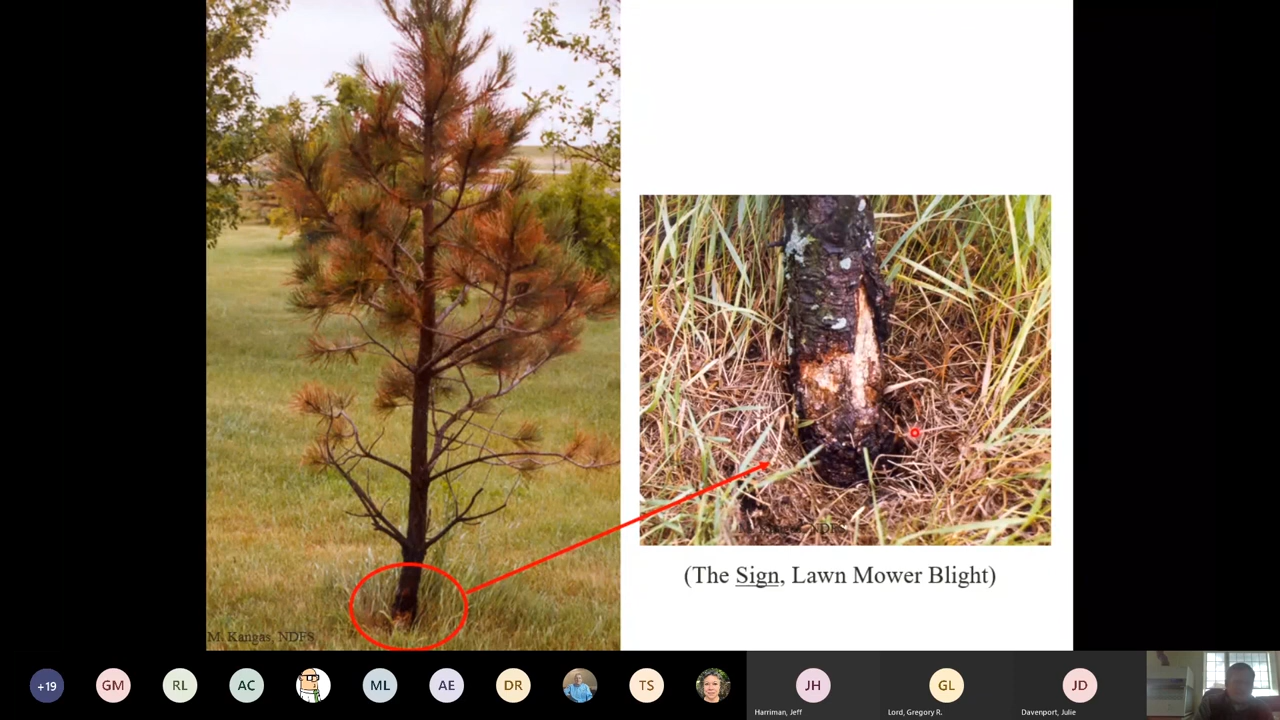 M. Kangas, NDFS
(The Sign, Lawn Mower Blight)
+19
GM
RL
AC
ML
AE
DR
TS
JH
Harriman, Jeff
GL
Lord, Gregory R.
JD
Davenport, Julie